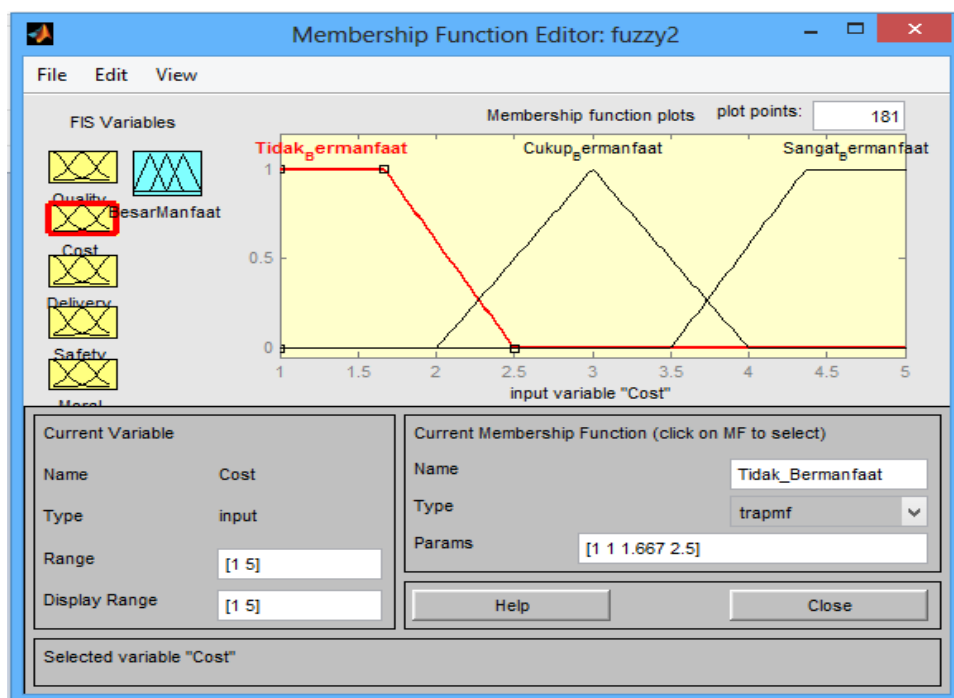 Membership Function Editor: fuzzy2
File Edit View
FIS Variables
Membership function plots plot points: 181
Quality
BesarManfaat
Cost
Delivery
Safety
Moral
Tidak_Bermanfaat Cukup_Bermanfaat Sangat_Bermanfaat
1
0.5
0
1 1.5 2 2.5 3 3.5 4 4.5 5
input variable "Cost"
Current Variable
Name Cost
Type input
Range [1 5]
Display Range [1 5]
Current Membership Function (click on MF to select)
Name Tidak_Bermanfaat
Type trapmf
Params [1 1 1.667 2.5]
Help Close
Selected variable "Cost"